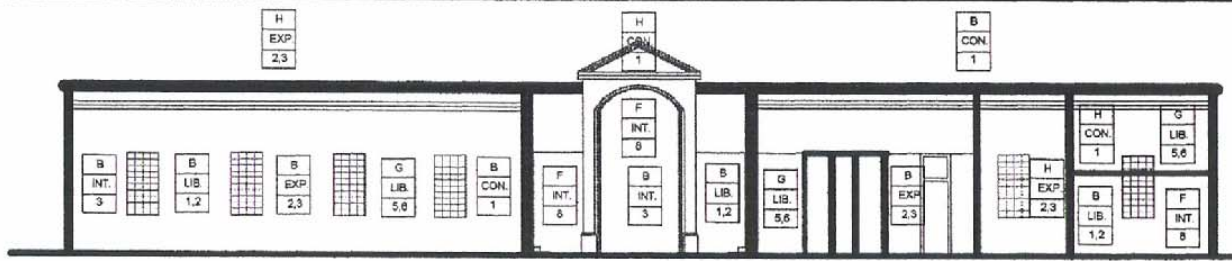 H
EXP
2,3
H
CON.
1
B
CON.
1
F
INT.
8
H
CON.
1
G
LIB.
5,6
B
INT.
3
B
LIB.
1,2
B
EXP
2,3
G
LIB.
5,6
B
CON.
1
F
INT.
8
B
INT.
3
B
LIB.
1,2
G
LIB.
5,6
B
EXP
2,3
H
EXP.
2,3
B
LIB.
1,2
F
INT.
8